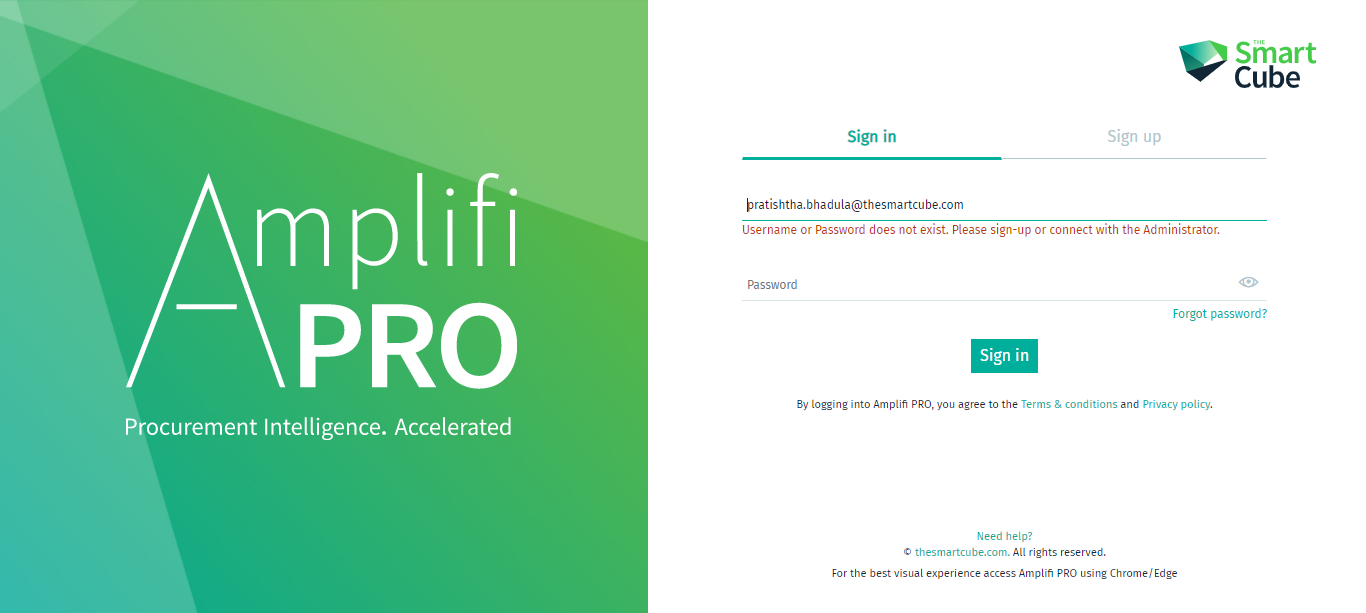 Amplifi
PRO
Procurement Intelligence. Accelerated
THE
Smart
Cube
Sign in
Sign up
pratishtha.bhadula@thesmartcube.com
Username or Password does not exist. Please sign-up or connect with the Administrator.
Password
Forgot password?
Sign in
By logging into Amplifi PRO, you agree to the Terms & conditions and Privacy policy.
Need help?
© thesmartcube.com. All rights reserved.
For the best visual experience access Amplifi PRO using Chrome/Edge